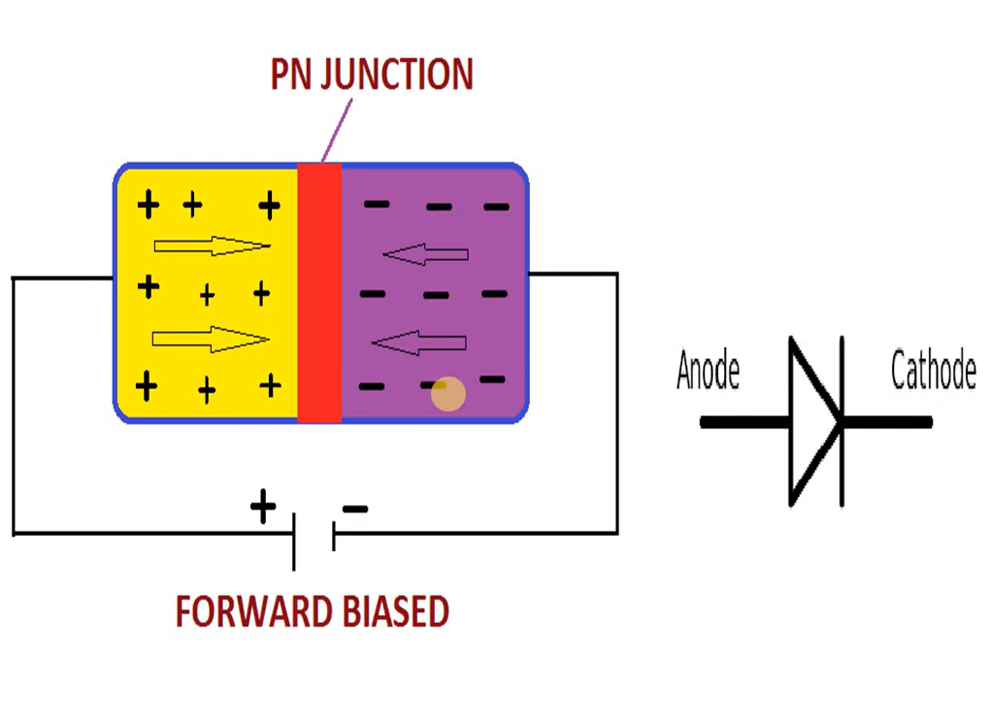 PN JUNCTION
+ + + − − −
+ + + − − −
+ + + − − −
Anode Cathode
+ −
FORWARD BIASED